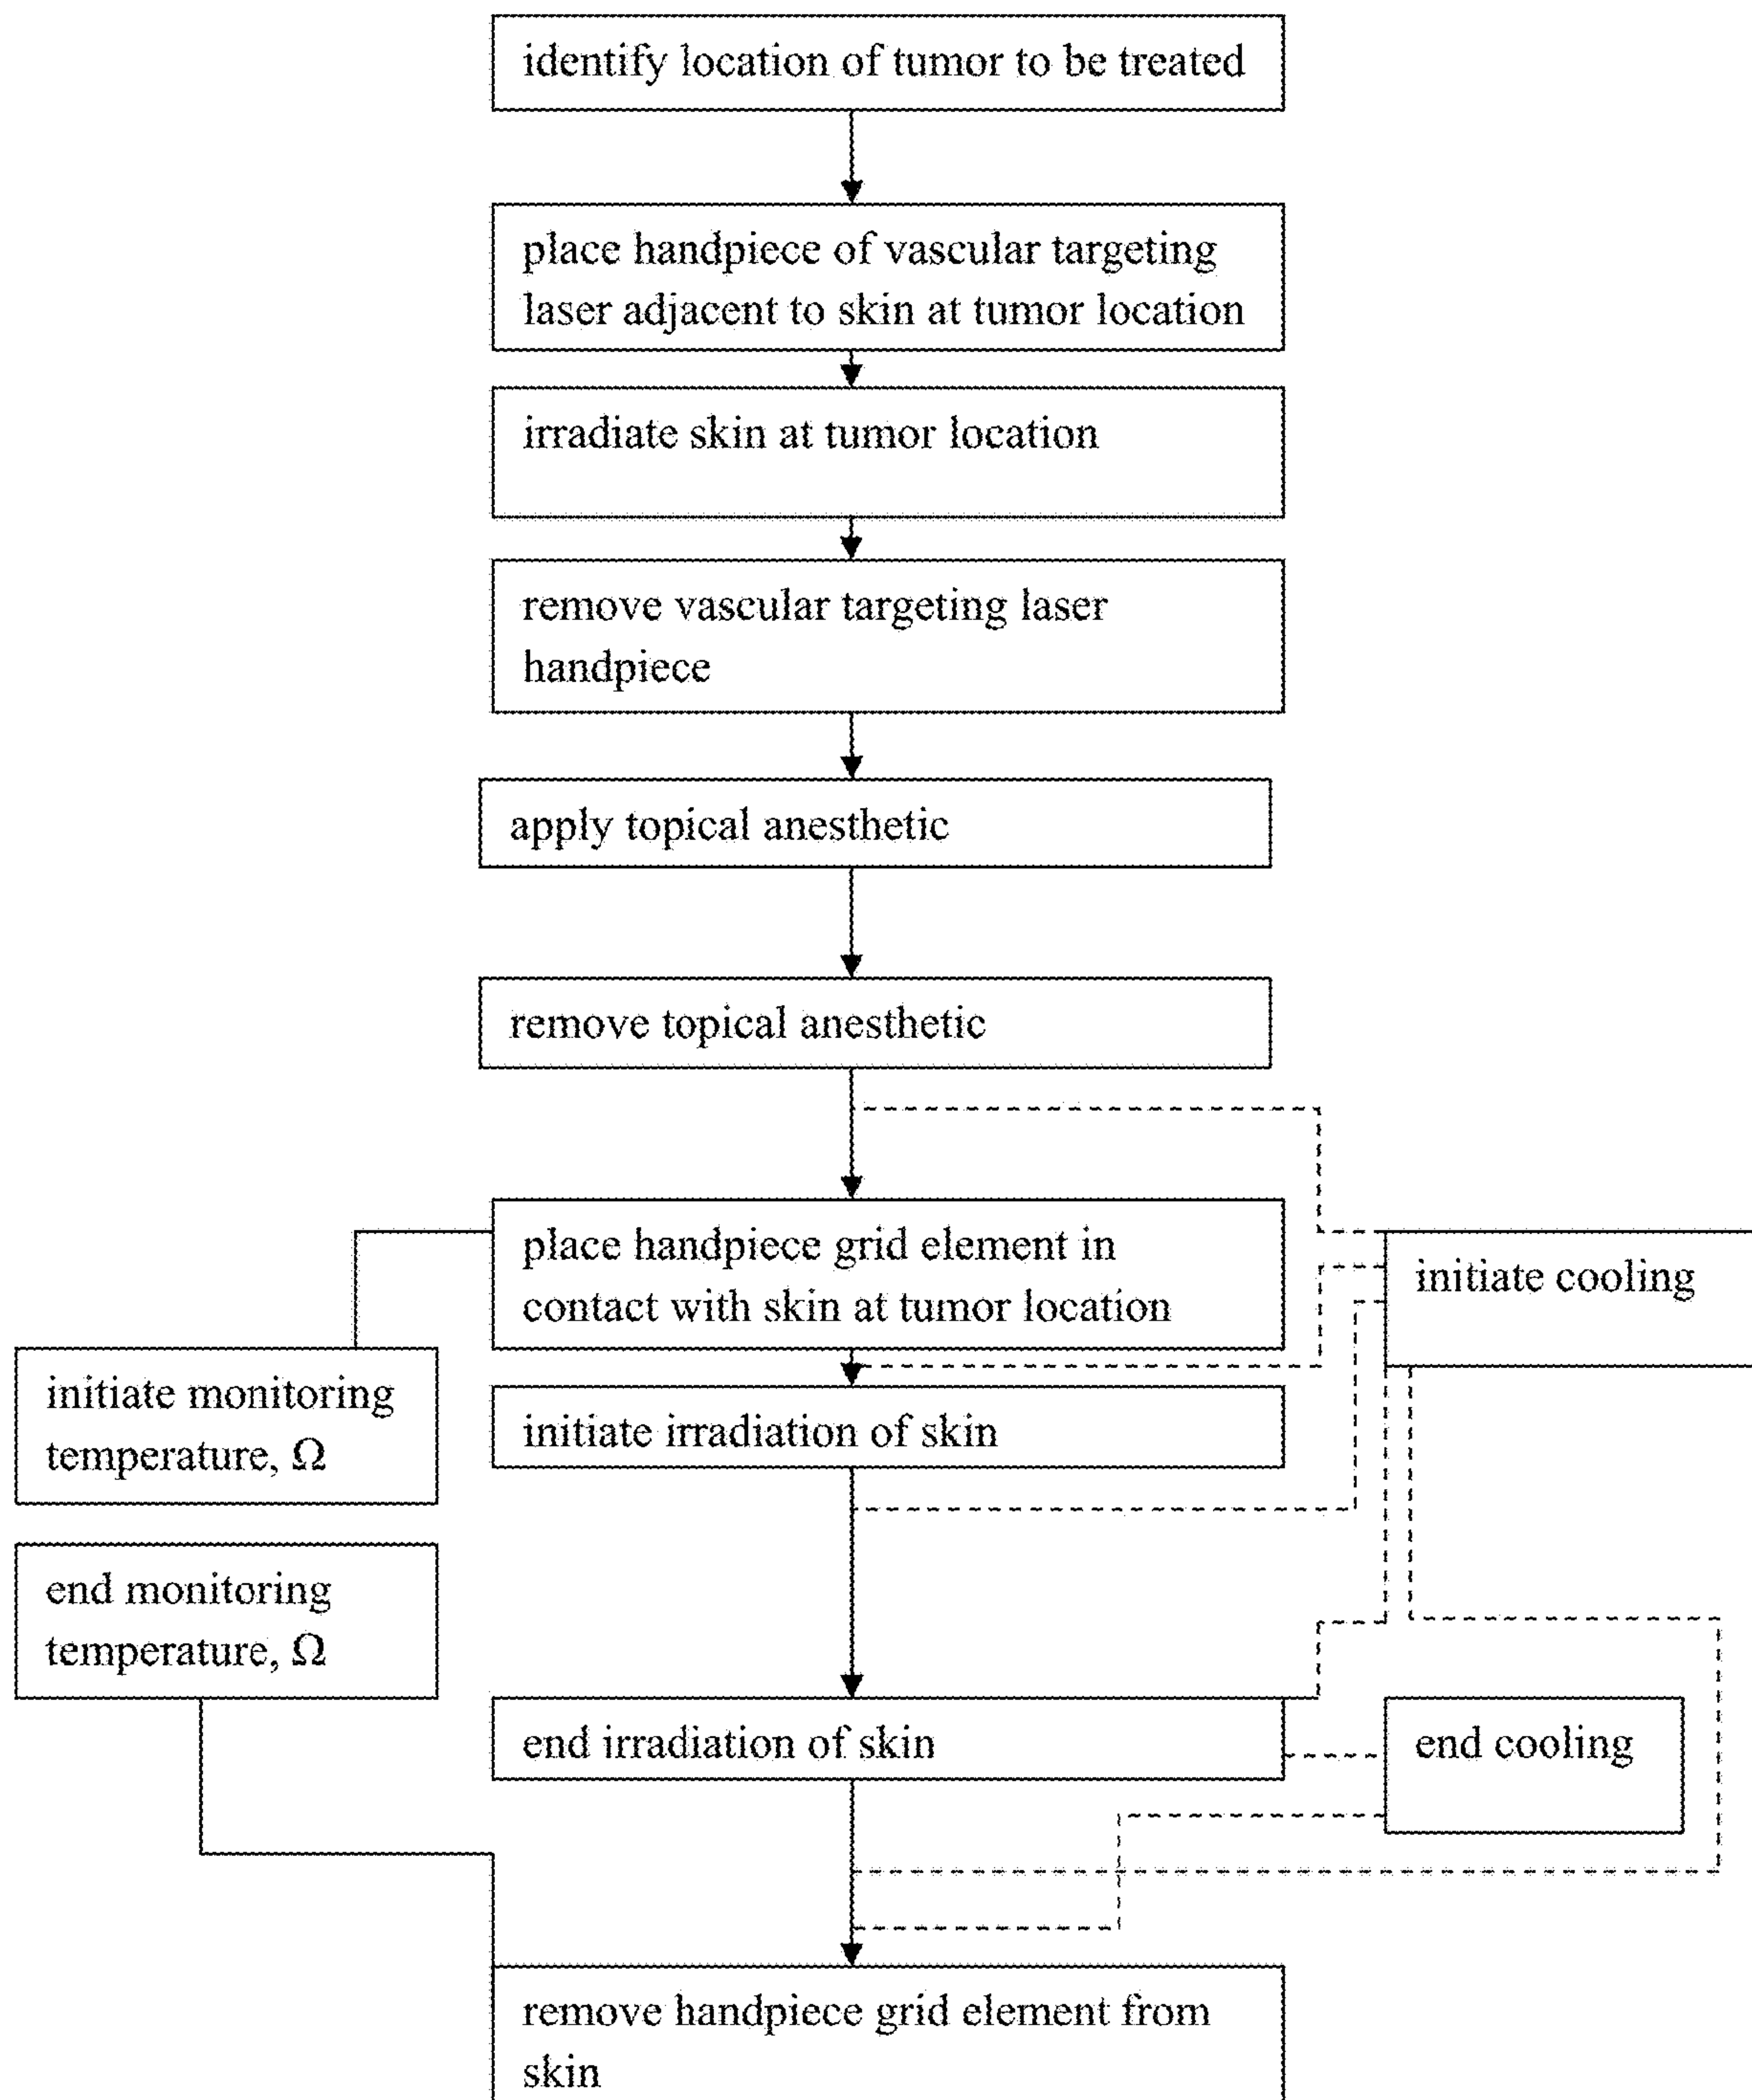 identify location of tumor to be treated
place handpiece of vascular targeting
laser adjacent to skin at tumor location
irradiate skin at tumor location
remove vascular targeting laser
handpiece
apply topical anesthetic
remove topical anesthetic
place handpiece grid element in
contact with skin at tumor location
initiate cooling
initiate monitoring
temperature, Ω
initiate irradiation of skin
end monitoring
temperature, Ω
end irradiation of skin
end cooling
remove handpiece grid element from
skin